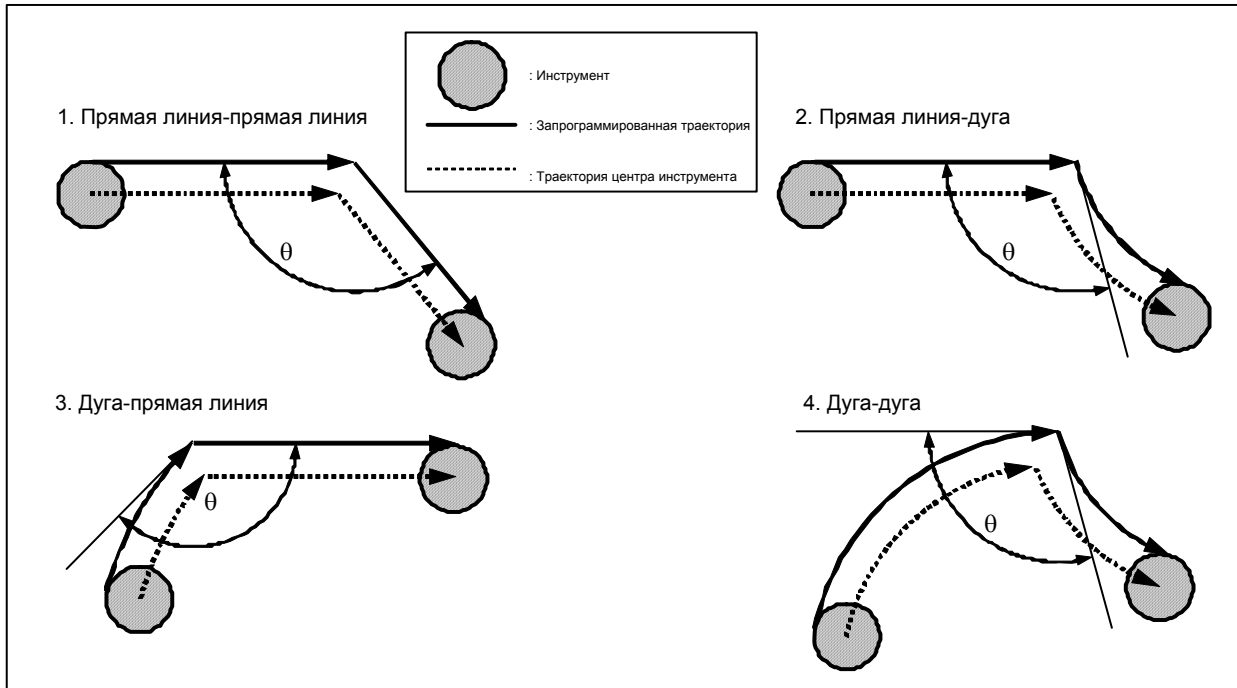 : Инструмент
: Запрограммированная траектория
: Траектория центра инструмента
1. Прямая линия-прямая линия
θ
2. Прямая линия-дуга
θ
3. Дуга-прямая линия
θ
4. Дуга-дуга
θ